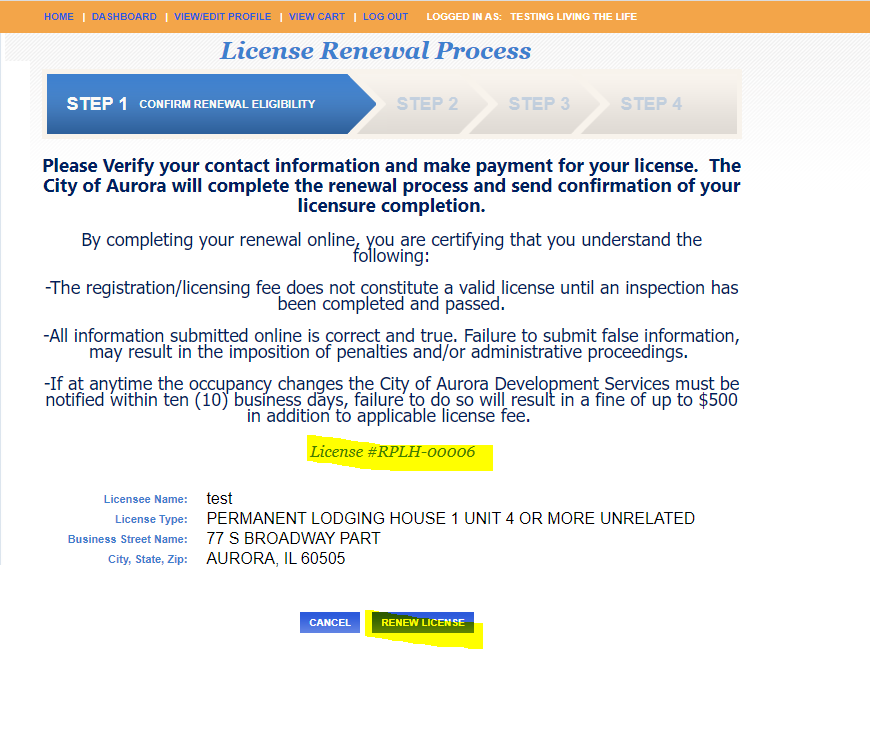 HOME | DASHBOARD | VIEW/EDIT PROFILE | VIEW CART | LOG OUT LOGGED IN AS: TESTING LIVING THE LIFE
License Renewal Process
STEP 1 CONFIRM RENEWAL ELIGIBILITY STEP 2 STEP 3 STEP 4
Please Verify your contact information and make payment for your license. The
City of Aurora will complete the renewal process and send confirmation of your
licensure completion.
By completing your renewal online, you are certifying that you understand the
following:
-The registration/licensing fee does not constitute a valid license until an inspection has
been completed and passed.
-All information submitted online is correct and true. Failure to submit false information,
may result in the imposition of penalties and/or administrative proceedings.
-If at anytime the occupancy changes the City of Aurora Development Services must be
notified within ten (10) business days, failure to do so will result in a fine of up to $500
in addition to applicable license fee.
License #RPLH-00006
Licensee Name: test
License Type: PERMANENT LODGING HOUSE 1 UNIT 4 OR MORE UNRELATED
Business Street Name: 77 S BROADWAY PART
City, State, Zip: AURORA, IL 60505
CANCEL RENEW LICENSE